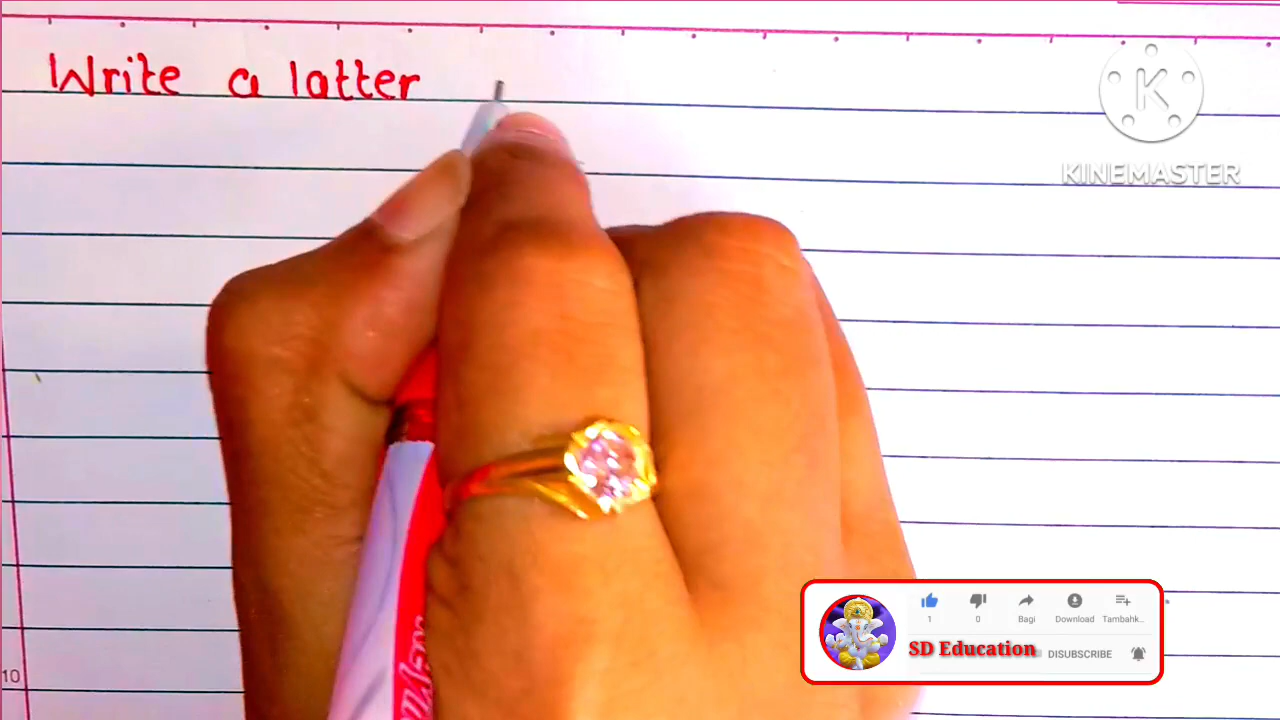 Write a latter
K
KINEMASTER
1
0
Bagi
Download
Tambahk...
SD Education
DISUBSCRIBE
10